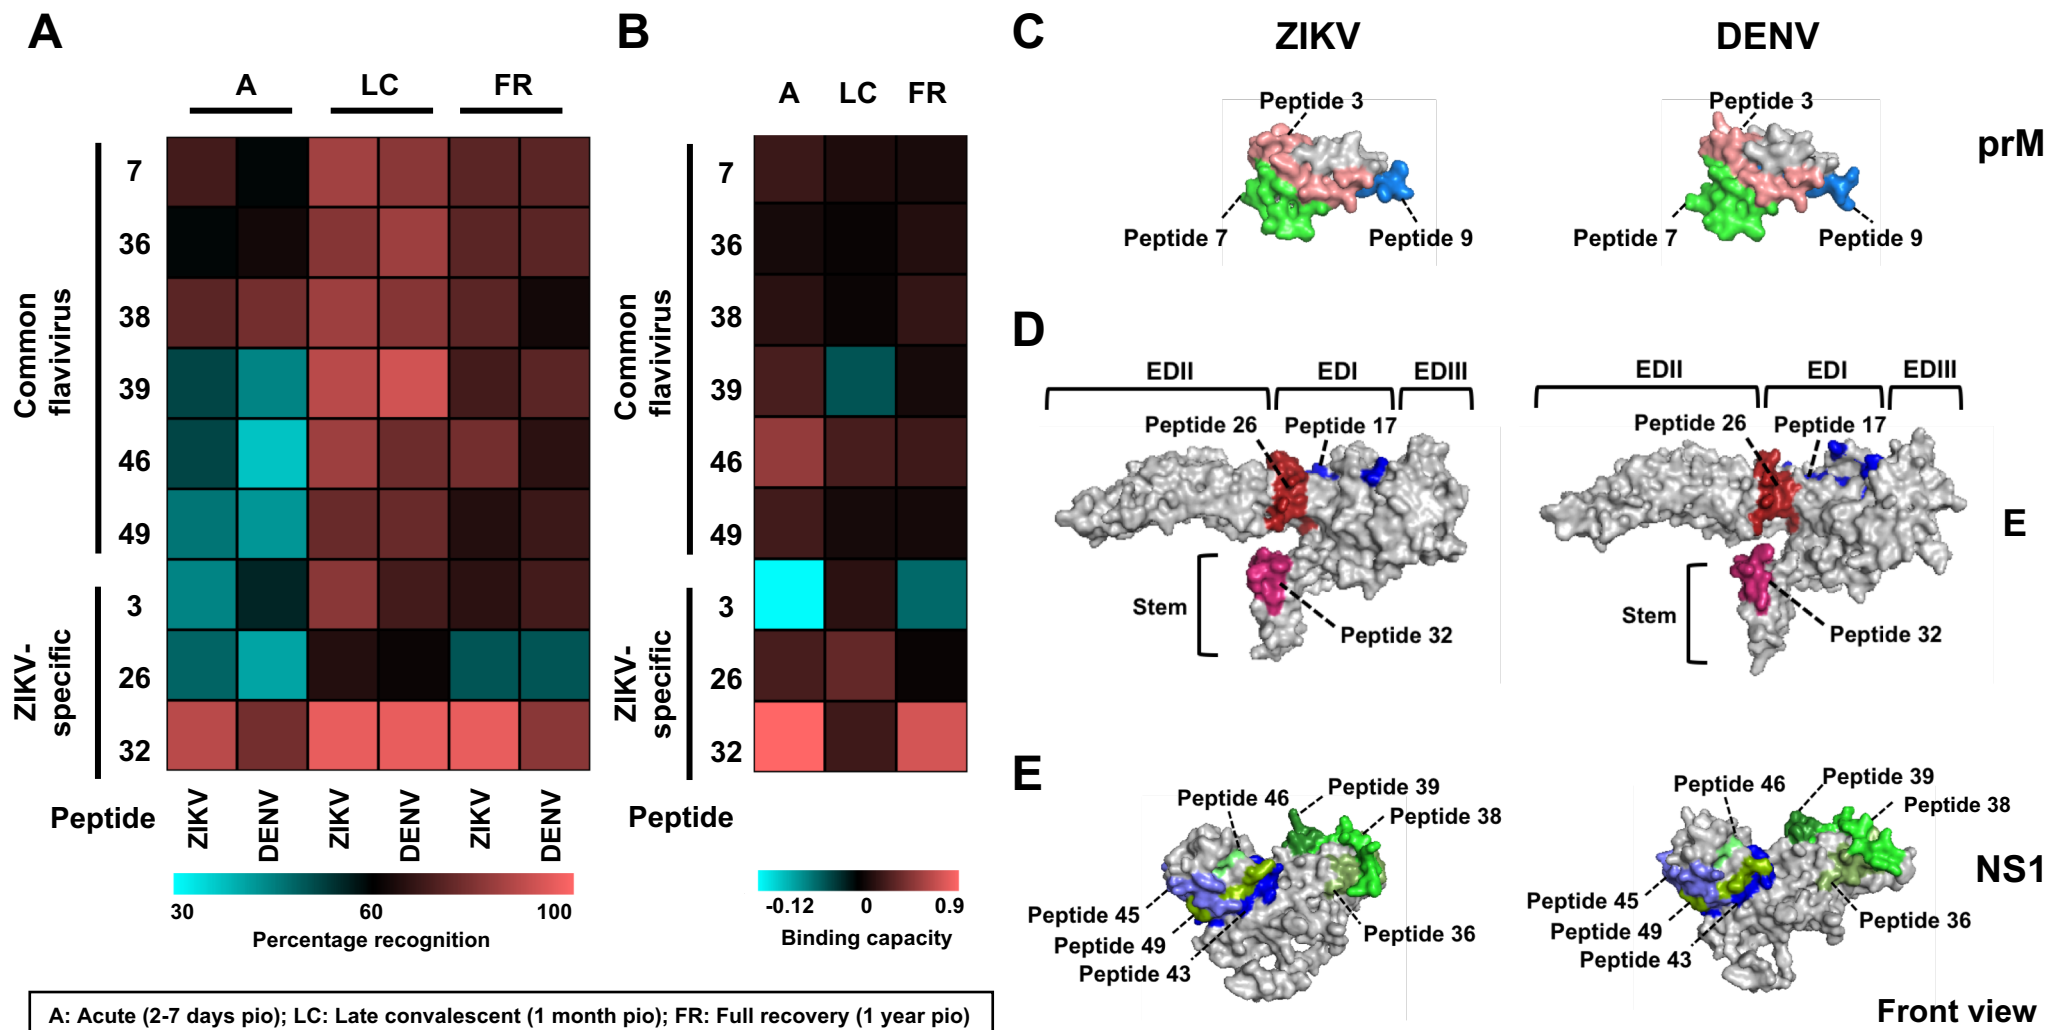 A
A
LC
FR
7
36
38
39
46
49
3
26
32
Common
flavivirus
ZIKV-
specific
Peptide
ZIKV
DENV
ZIKV
DENV
ZIKV
DENV
30
60
100
Percentage recognition
B
A
LC
FR
7
36
38
39
46
49
3
26
32
Common
flavivirus
ZIKV-
specific
Peptide
-0.12
0
0.9
Binding capacity
A: Acute (2-7 days pio); LC: Late convalescent (1 month pio); FR: Full recovery (1 year pio)
C
ZIKV
DENV
Peptide 3
Peptide 7
Peptide 9
Peptide 3
Peptide 7
Peptide 9
prM
D
EDII
EDI
EDIII
Peptide 26
Peptide 17
Stem
Peptide 32
EDII
EDI
EDIII
Peptide 26
Peptide 17
Stem
Peptide 32
E
E
Peptide 46
Peptide 39
Peptide 38
Peptide 45
Peptide 49
Peptide 43
Peptide 36
Peptide 46
Peptide 39
Peptide 38
Peptide 45
Peptide 49
Peptide 43
Peptide 36
NS1
Front view